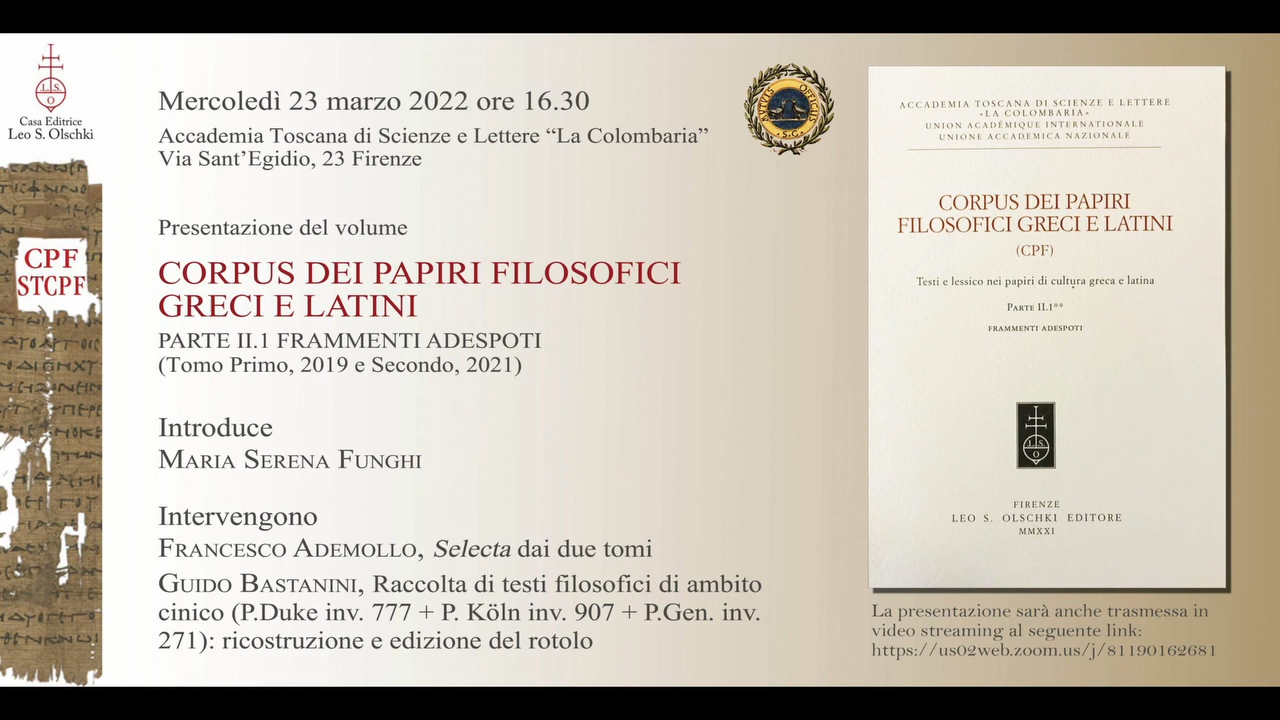 Casa Editrice
Leo S. Olschki
CPF
STCPF
Mercoledì 23 marzo 2022 ore 16.30
Accademia Toscana di Scienze e Lettere “La Colombaria”
Via Sant’Egidio, 23 Firenze
Presentazione del volume
CORPUS DEI PAPIRI FILOSOFICI
GRECI E LATINI
PARTE II.1 FRAMMENTI ADESPOTI
(Tomo Primo, 2019 e Secondo, 2021)
Introduce
MARIA SERENA FUNGHI
Intervengono
FRANCESCO ADEMOLLO, Selecta dai due tomi
GUIDO BASTANINI, Raccolta di testi filosofici di ambito
cinico (P.Duke inv. 777 + P. Köln inv. 907 + P.Gen. inv.
271): ricostruzione e edizione del rotolo
ACCADEMIA TOSCANA DI SCIENZE E LETTERE
«LA COLOMBARIA»
UNION ACADÉMIQUE INTERNATIONALE
UNIONE ACCADEMICA NAZIONALE
CORPUS DEI PAPIRI
FILOSOFICI GRECI E LATINI
(CPF)
Testi e lessico nei papiri di cultura greca e latina
PARTE II.1**
FRAMMENTI ADESPOTI
L S
O
FIRENZE
LEO S. OLSCHKI EDITORE
MMXXI
La presentazione sarà anche trasmessa in
video streaming al seguente link:
https://us02web.zoom.us/j/81190162681